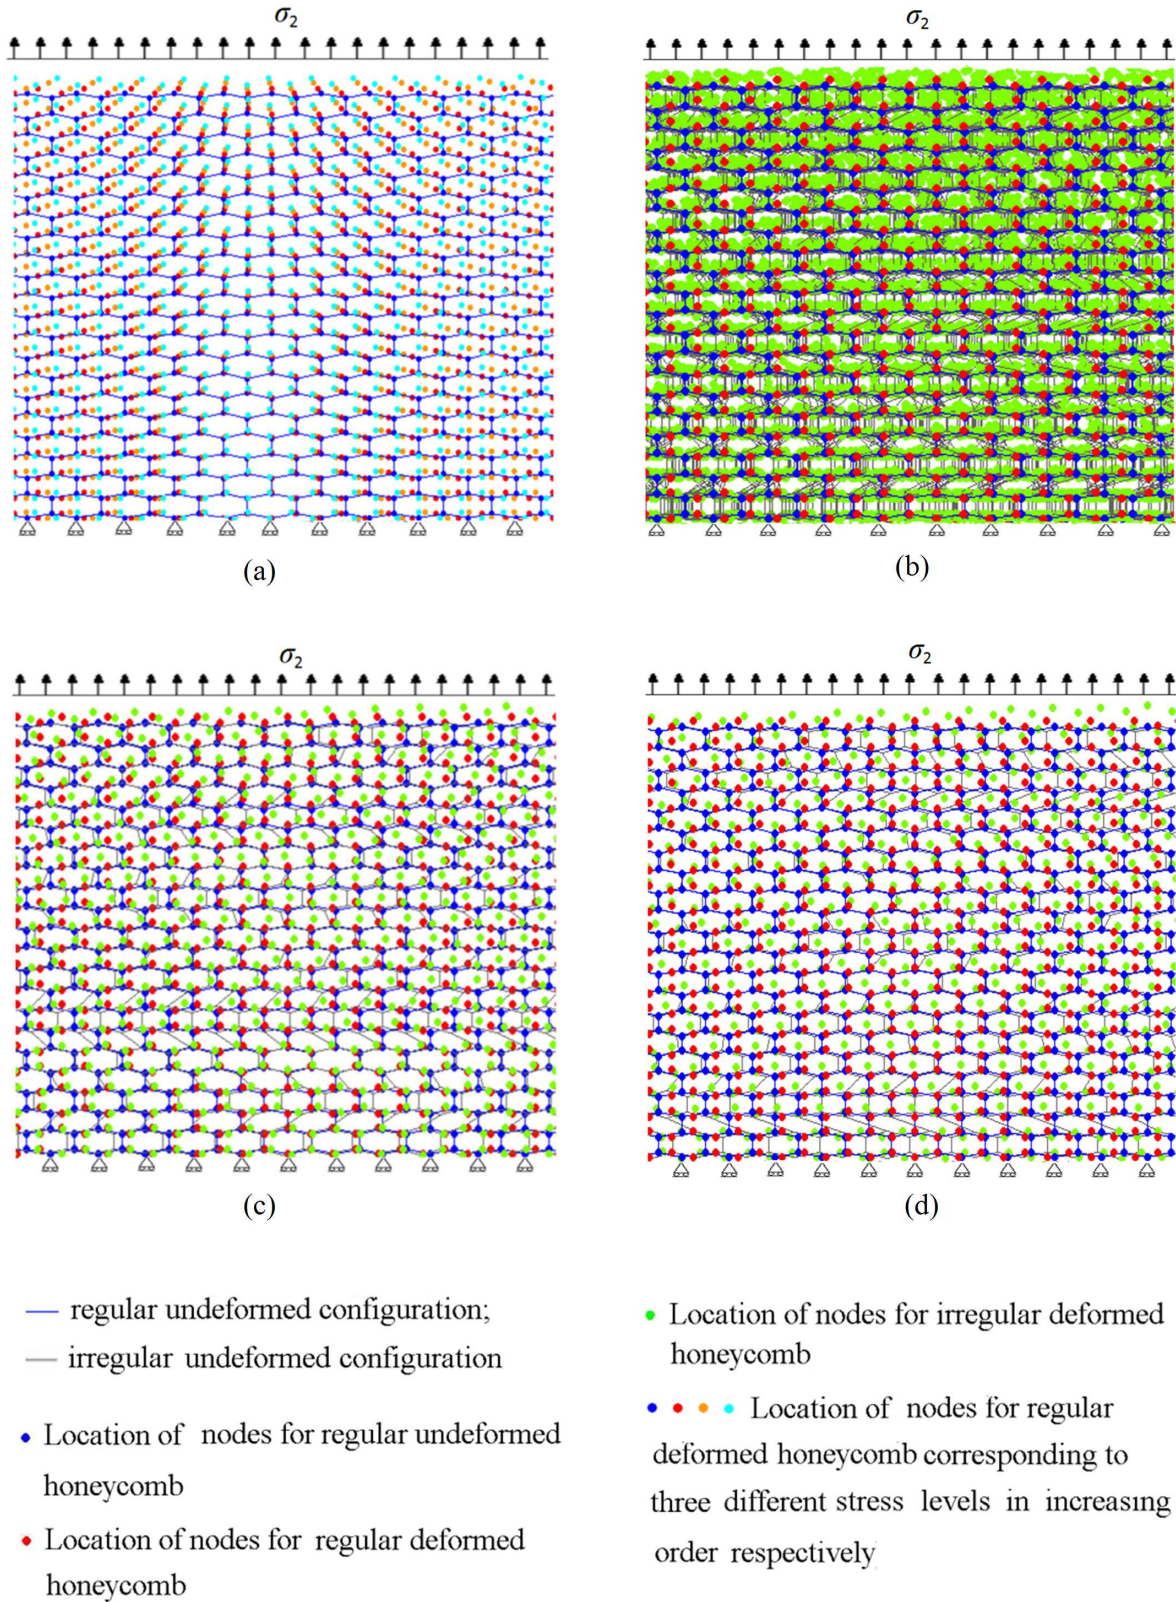 σ2
σ2
(a)
(b)
σ2
σ2
(c)
(d)
regular undeformed configuration;
irregular undeformed configuration
Location of nodes for regular undeformed
honeycomb
Location of nodes for regular deformed
honeycomb
Location of nodes for irregular deformed
honeycomb
Location of nodes for regular
deformed honeycomb corresponding to
three different stress levels in increasing
order respectively